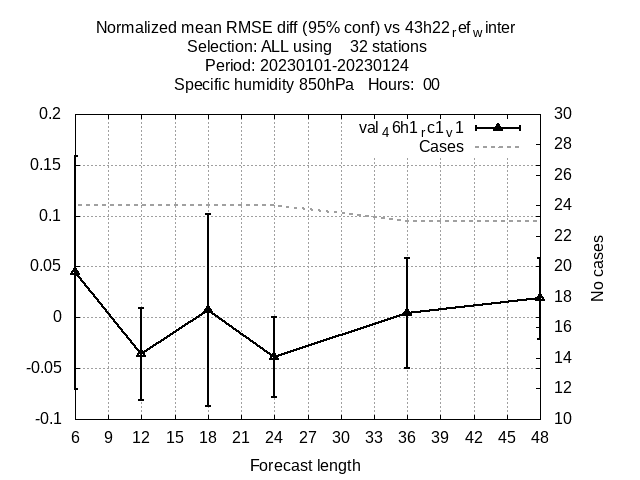 Normalized mean RMSE diff (95% conf) vs 43h22refwinter
Selection: ALL using 32 stations
Period: 20230101-20230124
Specific humidity 850hPa Hours: 00
0.2
0.15
0.1
0.05
0
-0.05
-0.1
30
28
26
24
22
20
18
16
14
12
10
val46h1rc1v1
Cases
No cases
6 9 12 15 18 21 24 27 30 33 36 39 42 45 48
Forecast length